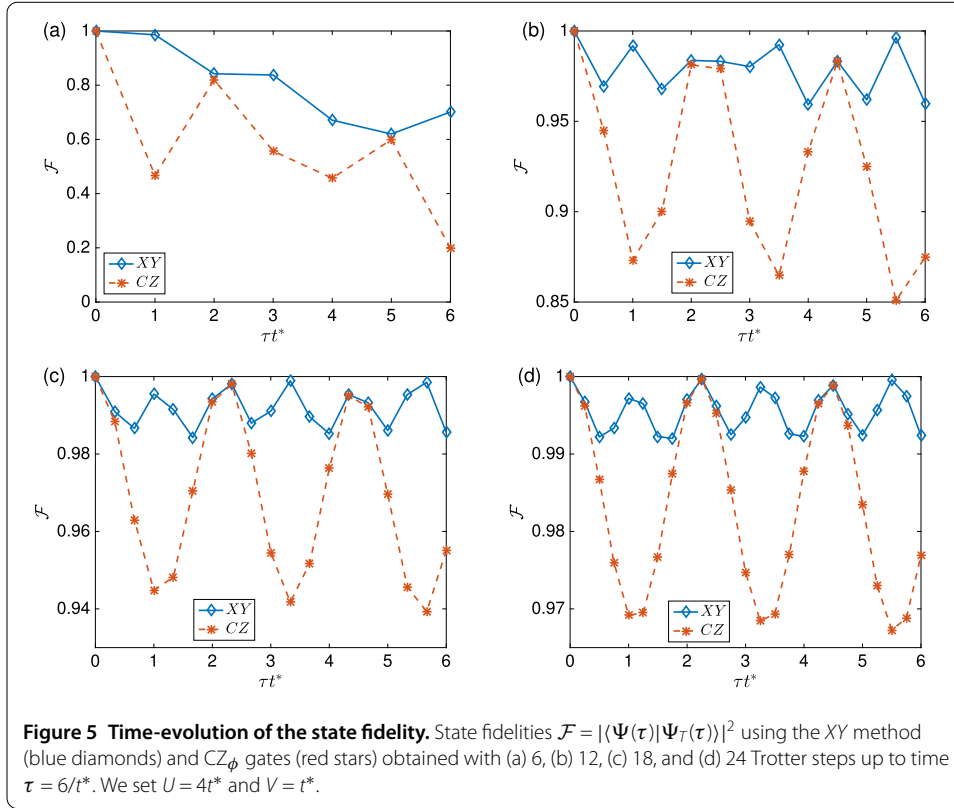 (a)
1
0.8
0.6
0.4
0.2
0
ℱ
XY
CZ
0 1 2 3 4 5 6
τt*
(b)
1
0.95
0.9
0.85
ℱ
XY
CZ
0 1 2 3 4 5 6
τt*
(c)
1
0.98
0.96
0.94
ℱ
XY
CZ
0 1 2 3 4 5 6
τt*
(d)
1
0.99
0.98
0.97
ℱ
XY
CZ
0 1 2 3 4 5 6
τt*
Figure 5 Time-evolution of the state fidelity. State fidelities ℱ = |⟨Ψ(τ)|Ψ_T(τ)⟩|² using the XY method
(blue diamonds) and CZ_ϕ gates (red stars) obtained with (a) 6, (b) 12, (c) 18, and (d) 24 Trotter steps up to time
τ = 6/t*. We set U = 4t* and V = t*.